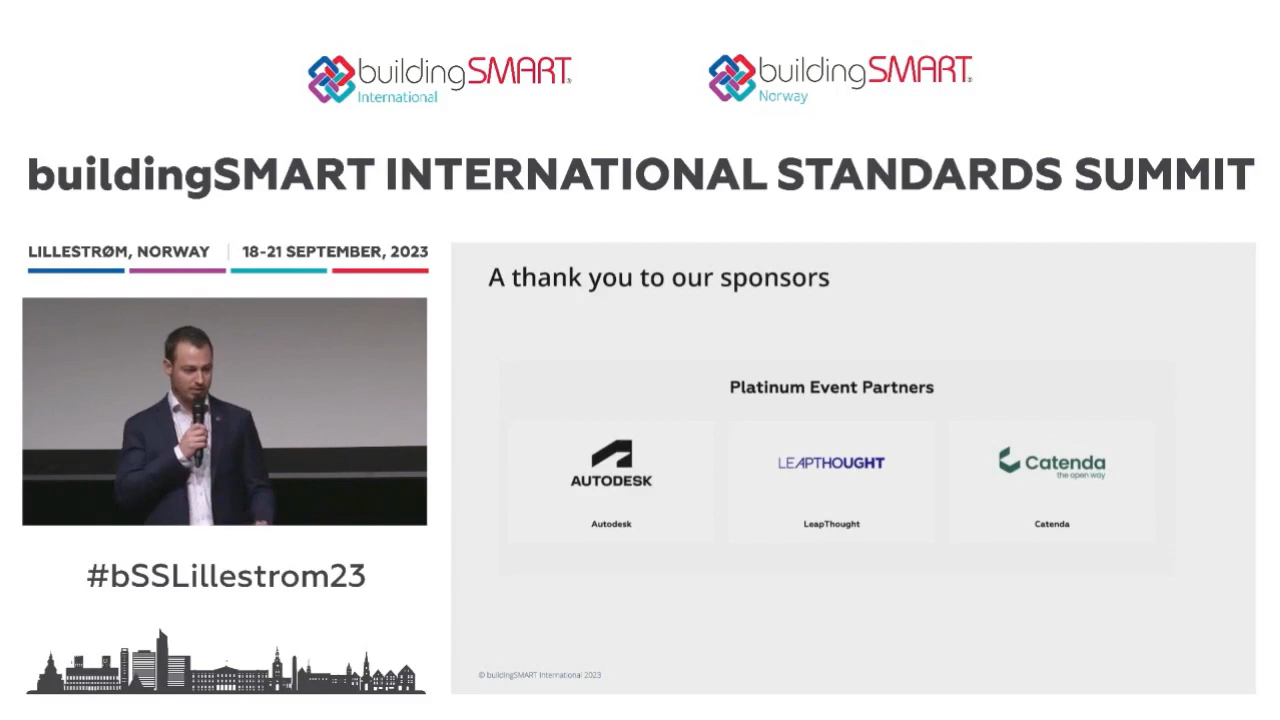 buildingSMART®
International
buildingSMART®
Norway
buildingSMART INTERNATIONAL STANDARDS SUMMIT
LILLESTRØM, NORWAY | 18-21 SEPTEMBER, 2023
A thank you to our sponsors
Platinum Event Partners
AUTODESK
LEAPTHOUGHT
Catenda
the open way
Autodesk
LeapThought
Catenda
#bSSLillestrom23
© buildingSMART International 2023